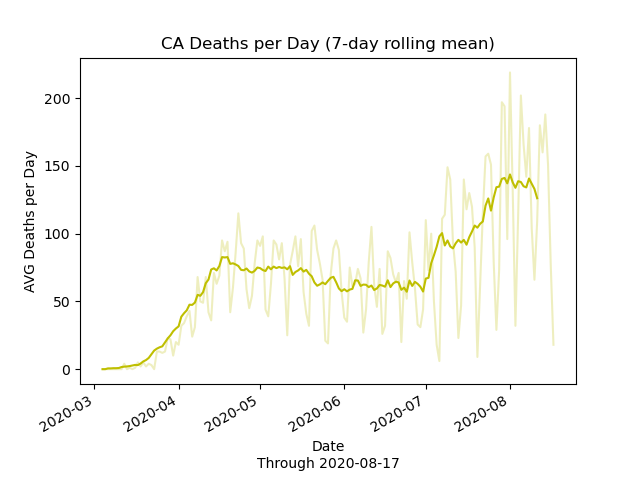 CA Deaths per Day (7-day rolling mean)
AVG Deaths per Day
200
150
100
50
0
2020-03
2020-04
2020-05
2020-06
2020-07
2020-08
Date
Through 2020-08-17